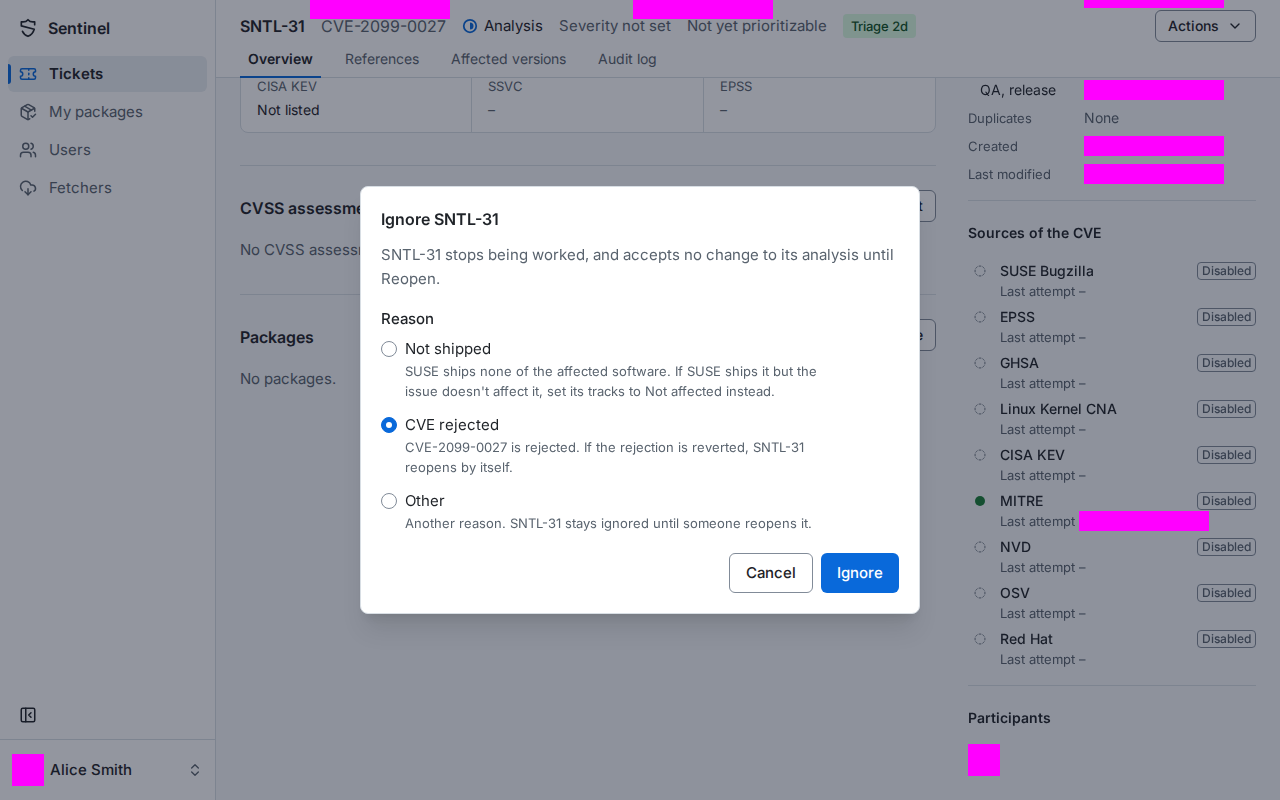 Sentinel
Tickets
My packages
Users
Fetchers
Alice Smith
SNTL-31
CVE-2099-0027
Analysis
Severity not set
Not yet prioritizable
Triage 2d
Actions
Overview
References
Affected versions
Audit log
CISA KEV
Not listed
SSVC
–
EPSS
–
No CVSS
Packages
No packages.
Ignore SNTL-31
SNTL-31 stops being worked, and accepts no change to its analysis until
Reopen.
Reason
Not shipped
SUSE ships none of the affected software. If SUSE ships it but the
issue doesn't affect it, set its tracks to Not affected instead.
CVE rejected
CVE-2099-0027 is rejected. If the rejection is reverted, SNTL-31
reopens by itself.
Other
Another reason. SNTL-31 stays ignored until someone reopens it.
Cancel
Ignore
QA, release
Duplicates
None
Created
Last modified
Sources of the CVE
SUSE Bugzilla
Disabled
Last attempt –
EPSS
Disabled
Last attempt –
GHSA
Disabled
Last attempt –
Linux Kernel CNA
Disabled
Last attempt –
CISA KEV
Disabled
Last attempt –
MITRE
Disabled
Last attempt
NVD
Disabled
Last attempt –
OSV
Disabled
Last attempt –
Red Hat
Disabled
Last attempt –
Participants